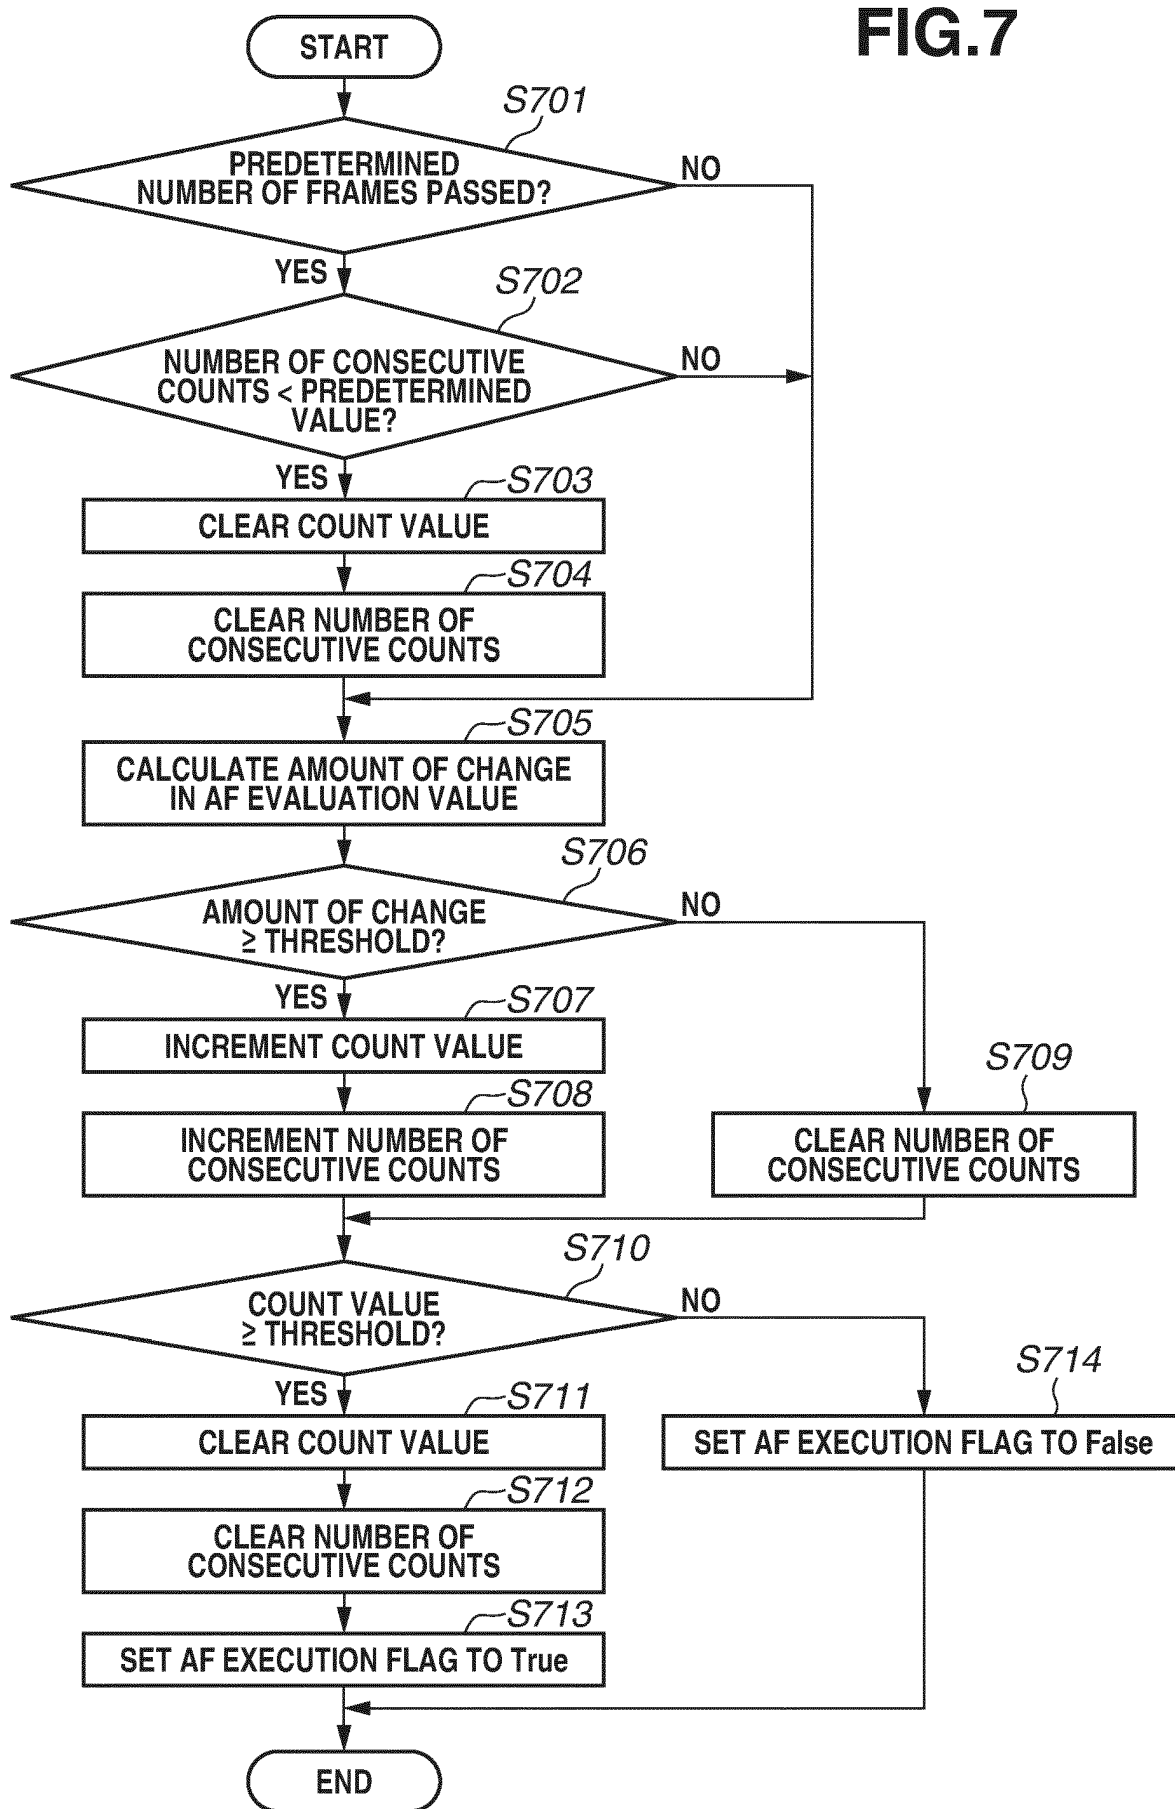 FIG.7
START
S701
PREDETERMINED
NUMBER OF FRAMES PASSED?
NO
YES
S702
NUMBER OF CONSECUTIVE
COUNTS < PREDETERMINED
VALUE?
NO
YES
S703
CLEAR COUNT VALUE
S704
CLEAR NUMBER OF
CONSECUTIVE COUNTS
S705
CALCULATE AMOUNT OF CHANGE
IN AF EVALUATION VALUE
S706
AMOUNT OF CHANGE
≥ THRESHOLD?
NO
YES
S707
INCREMENT COUNT VALUE
S708
INCREMENT NUMBER OF
CONSECUTIVE COUNTS
S709
CLEAR NUMBER OF
CONSECUTIVE COUNTS
S710
COUNT VALUE
≥ THRESHOLD?
NO
YES
S711
CLEAR COUNT VALUE
S714
SET AF EXECUTION FLAG TO False
S712
CLEAR NUMBER OF
CONSECUTIVE COUNTS
S713
SET AF EXECUTION FLAG TO True
END